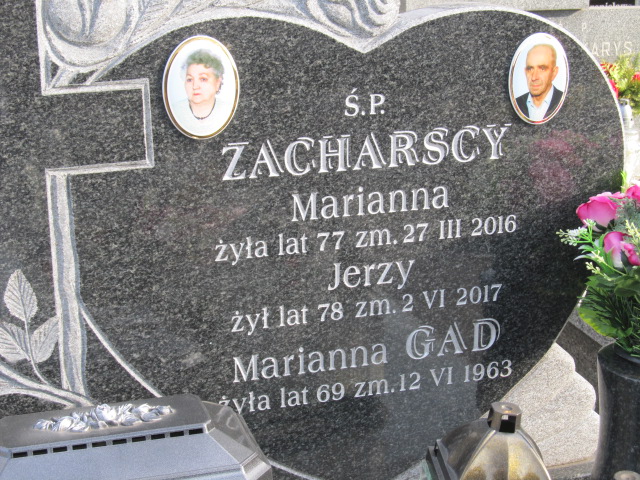 Ś.P.
ZACHARSCY
Marianna
żyła lat 77 zm. 27 III 2016
Jerzy
żył lat 78 zm. 2 VI 2017
Marianna GAD
żyła lat 69 zm. 12 VI 1963